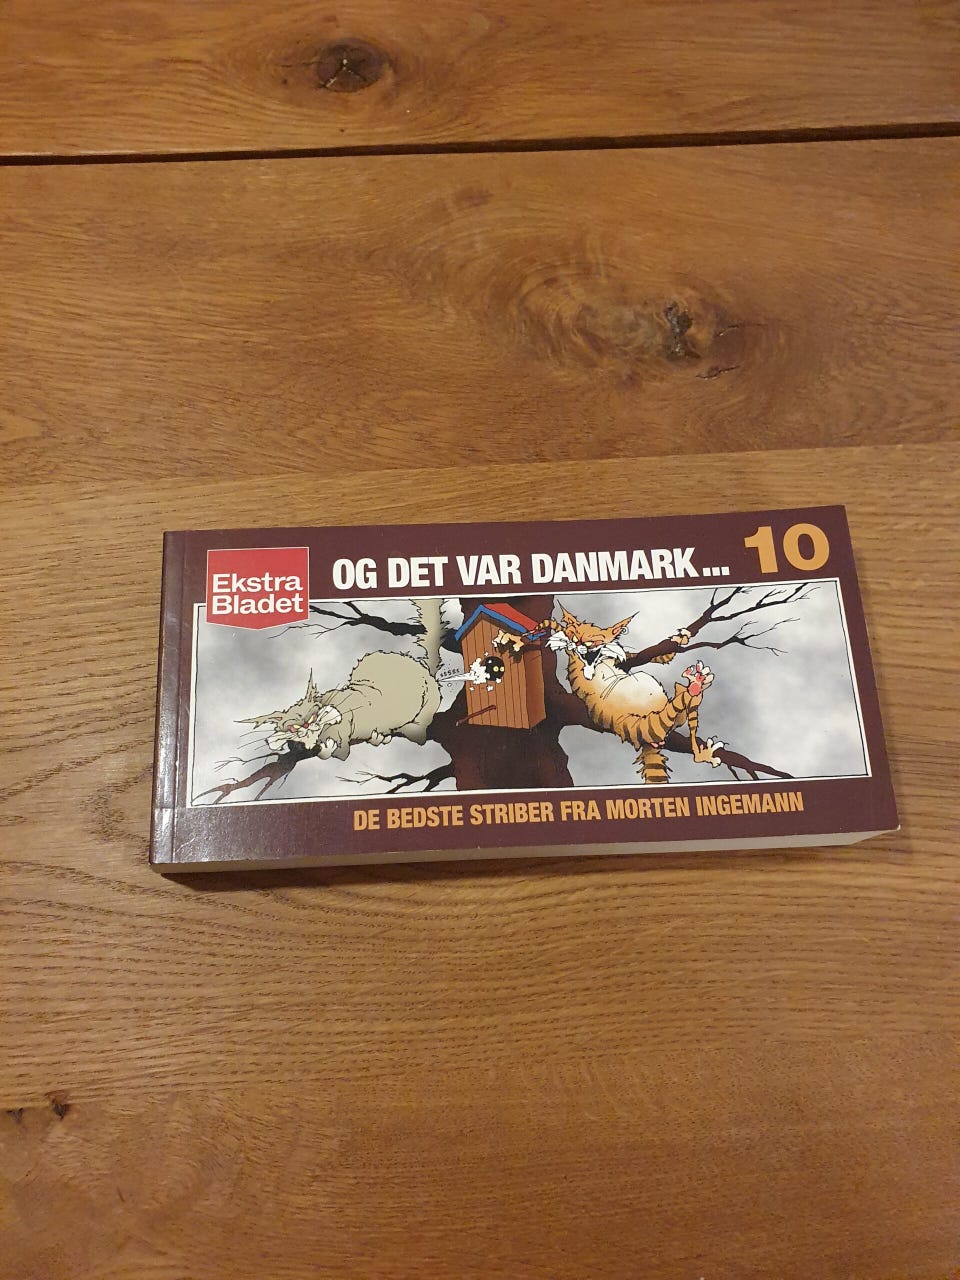 Ekstra
Bladet
OG DET VAR DANMARK... 10
DE BEDSTE STRIBER FRA MORTEN INGEMANN